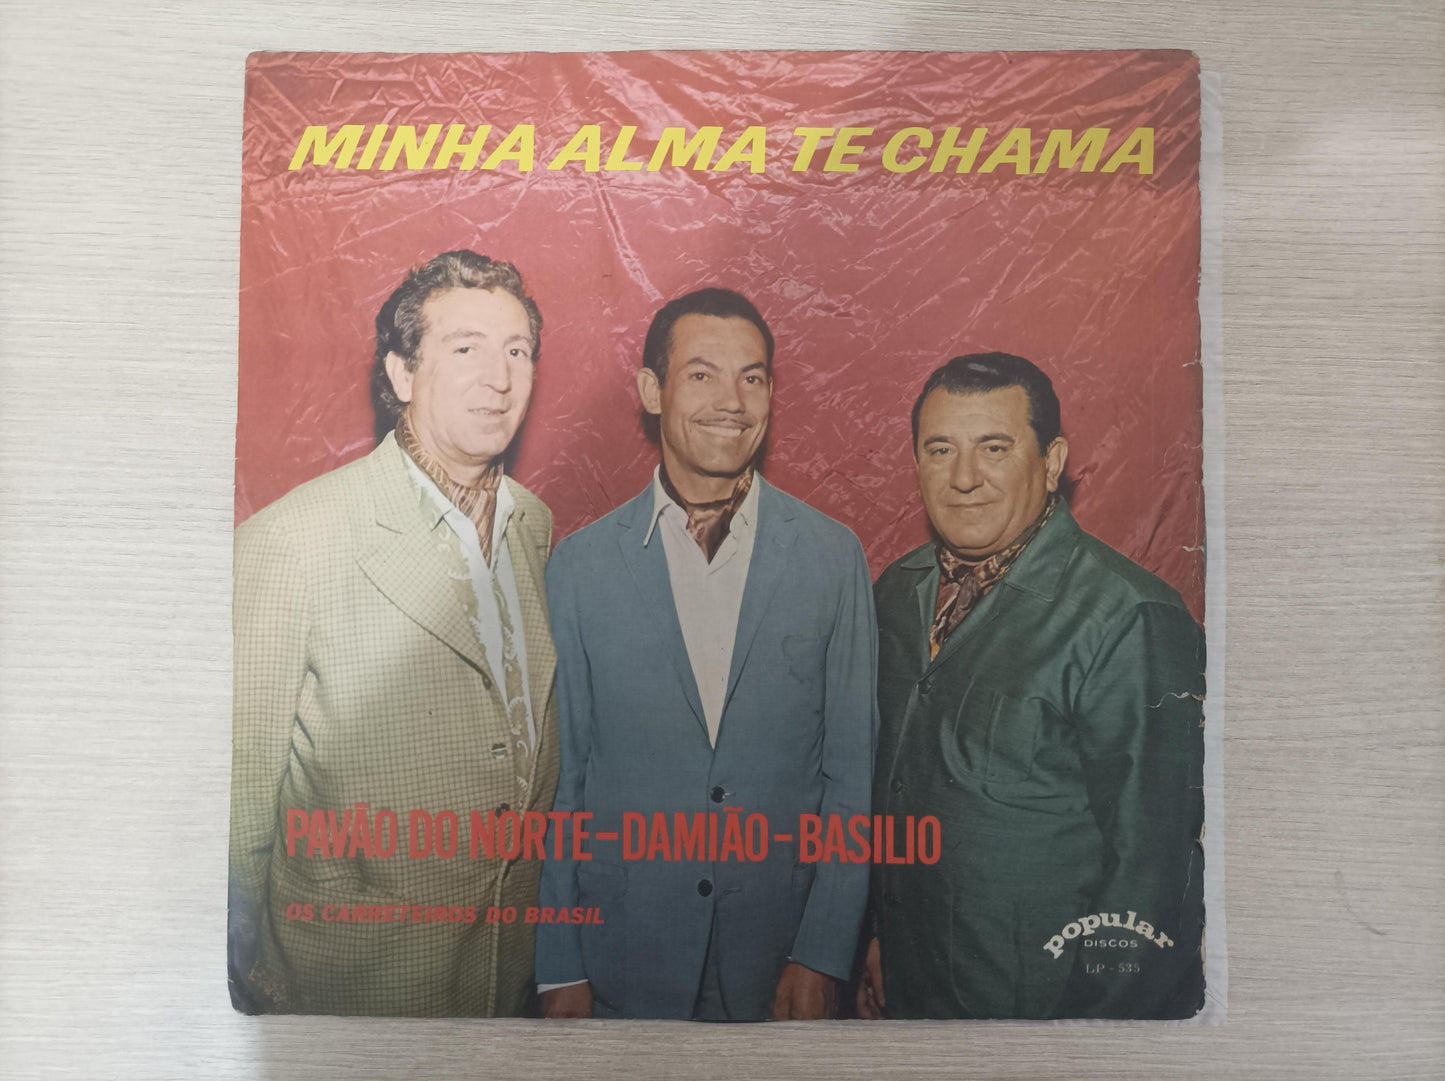 MINHA ALMA TE CHAMA
PAVÃO DO NORTE-DAMIÃO-BASILIO
OS CARRETEIROS DO BRASIL
popular
DISCOS
LP - 535